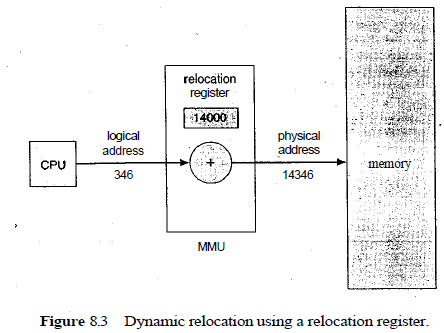 relocation
register
14000
logical
address
physical
address
CPU
+
memory
346
14346
MMU
Figure 8.3 Dynamic relocation using a relocation register.